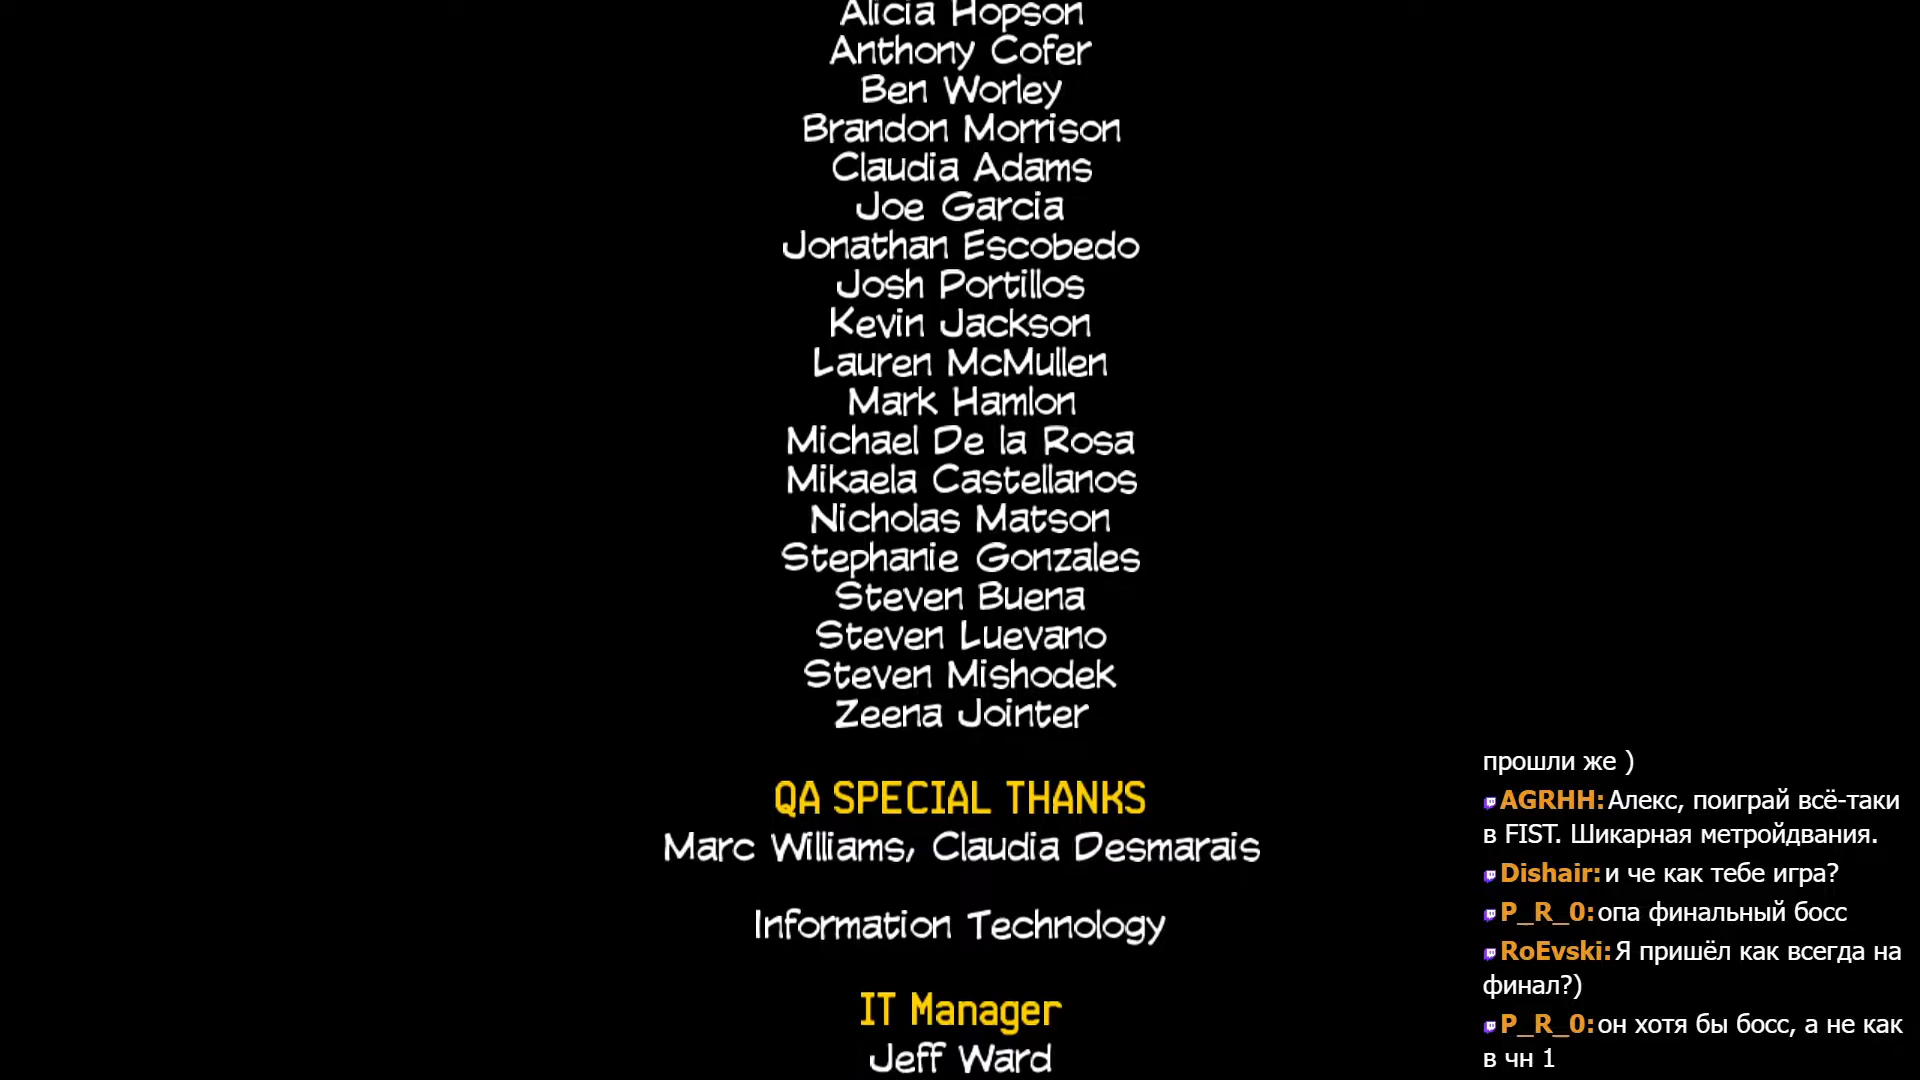 Alicia Hopson
Anthony Cofer
Ben Worley
Brandon Morrison
Claudia Adams
Joe Garcia
Jonathan Escobedo
Josh Portillos
Kevin Jackson
Lauren McMullen
Mark Hamlon
Michael De la Rosa
Mikaela Castellanos
Nicholas Matson
Stephanie Gonzales
Steven Buena
Steven Luevano
Steven Mishodek
Zeena Jointer
QA SPECIAL THANKS
Marc Williams, Claudia Desmarais
Information Technology
IT Manager
Jeff Ward
прошли же )
AGRHH: Алекс, поиграй всё-таки
в FIST. Шикарная метройдвания.
Dishair: и че как тебе игра?
P_R_0: опа финальный босс
RoEvski: Я пришёл как всегда на
финал?)
P_R_0: он хотя бы босс, а не как
в чн 1